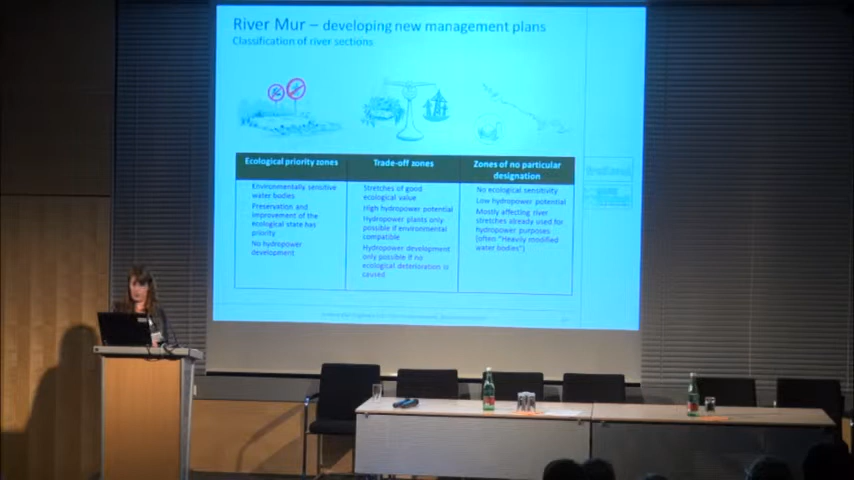 River Mur – developing new management plans
Classification of river sections
Ecological priority zones
Environmentally sensitive
water bodies
Preservation and
improvement of the
ecological state has
priority
No hydropower
development
Trade-off zones
Stretches of good
ecological value
High hydropower potential
Hydropower plants only
possible if environmental
compatible
Hydropower development
only possible if no
ecological deterioration is
caused
Zones of no particular
designation
No ecological sensitivity
Low hydropower potential
Mostly affecting river
stretches already used for
hydropower purposes
(often "Heavily modified
water bodies")